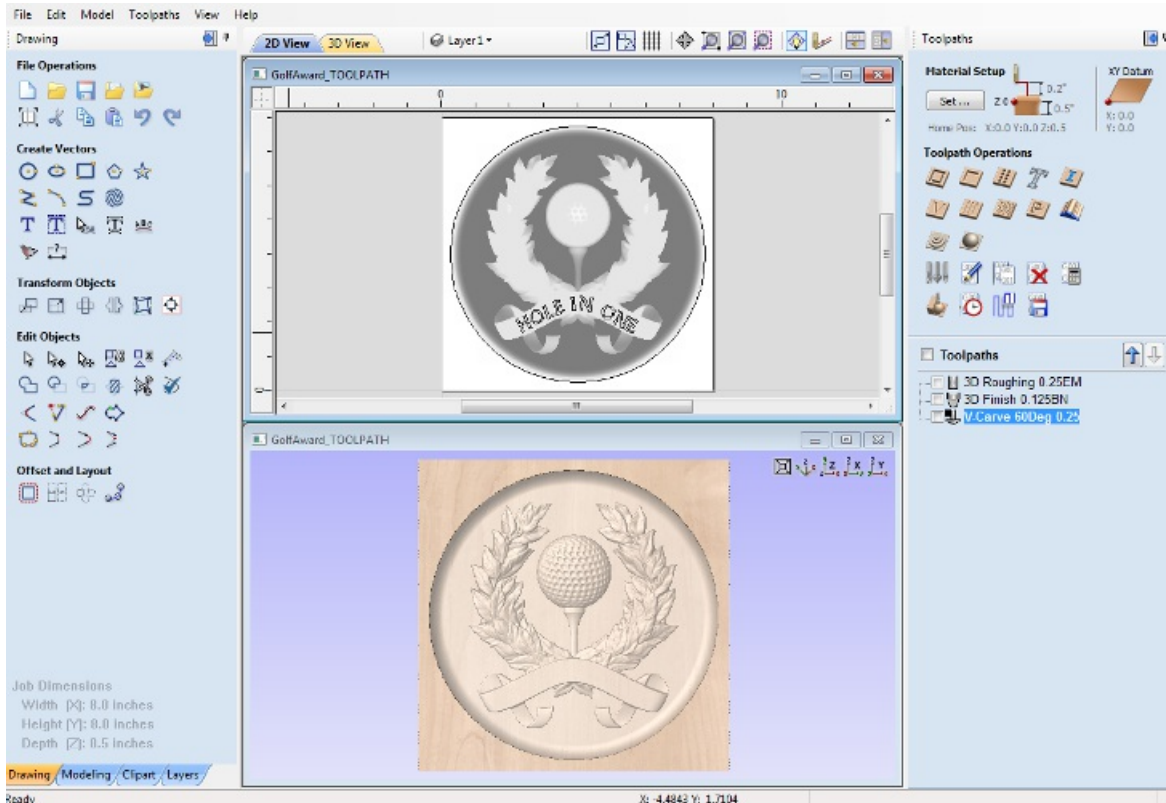 File Edit Model Toolpaths View Help
Drawing
File Operations
Create Vectors
Transform Objects
Edit Objects
Offset and Layout
Job Dimensions
Width [X]: 8.0 inches
Height [Y]: 8.0 inches
Depth [Z]: 0.5 inches
Drawing Modeling Clipart Layers
Ready
2D View 3D View Layer1
GolfAward_TOOLPATH
0 10
HOLE IN ONE
GolfAward_TOOLPATH
X: -4.4843 Y: 1.7104
Toolpaths
Material Setup
Set ...
Z 0
0.2"
0.5"
XY Datum
X: 0.0
Y: 0.0
Home Pos: X:0.0 Y:0.0 Z:0.5
Toolpath Operations
Toolpaths
3D Roughing 0.25EM
3D Finish 0.125BN
V.Carve 60Deg 0.25